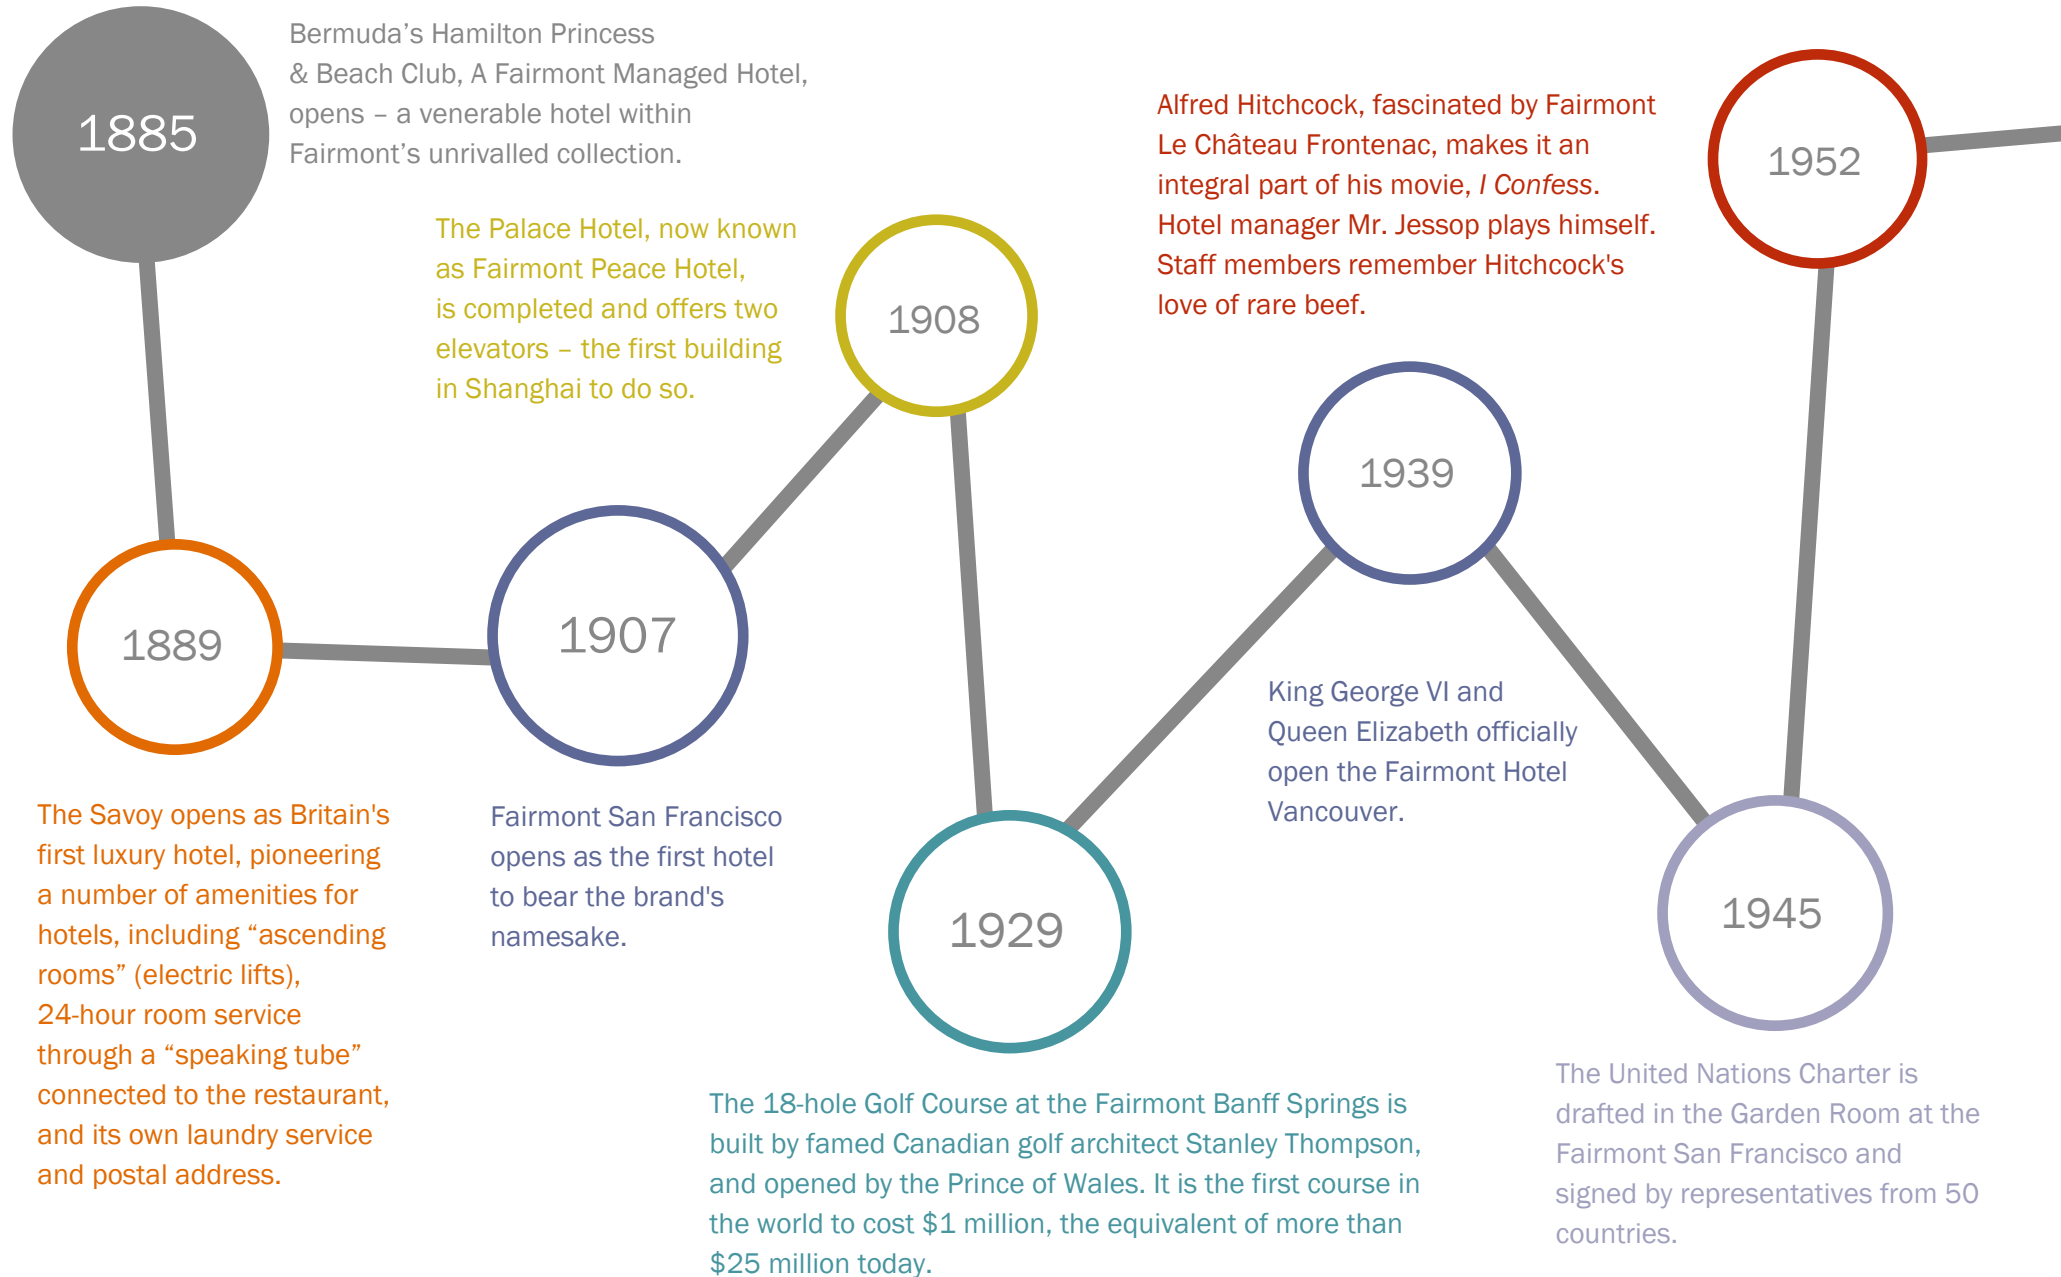 1885
Bermuda’s Hamilton Princess
& Beach Club, A Fairmont Managed Hotel,
opens – a venerable hotel within
Fairmont’s unrivalled collection.
1889
The Savoy opens as Britain's
first luxury hotel, pioneering
a number of amenities for
hotels, including “ascending
rooms” (electric lifts),
24-hour room service
through a “speaking tube”
connected to the restaurant,
and its own laundry service
and postal address.
1907
Fairmont San Francisco
opens as the first hotel
to bear the brand's
namesake.
The Palace Hotel, now known
as Fairmont Peace Hotel,
is completed and offers two
elevators – the first building
in Shanghai to do so.
1908
1929
The 18-hole Golf Course at the Fairmont Banff Springs is
built by famed Canadian golf architect Stanley Thompson,
and opened by the Prince of Wales. It is the first course in
the world to cost $1 million, the equivalent of more than
$25 million today.
1939
King George VI and
Queen Elizabeth officially
open the Fairmont Hotel
Vancouver.
1945
The United Nations Charter is
drafted in the Garden Room at the
Fairmont San Francisco and
signed by representatives from 50
countries.
Alfred Hitchcock, fascinated by Fairmont
Le Château Frontenac, makes it an
integral part of his movie, I Confess.
Hotel manager Mr. Jessop plays himself.
Staff members remember Hitchcock's
love of rare beef.
1952